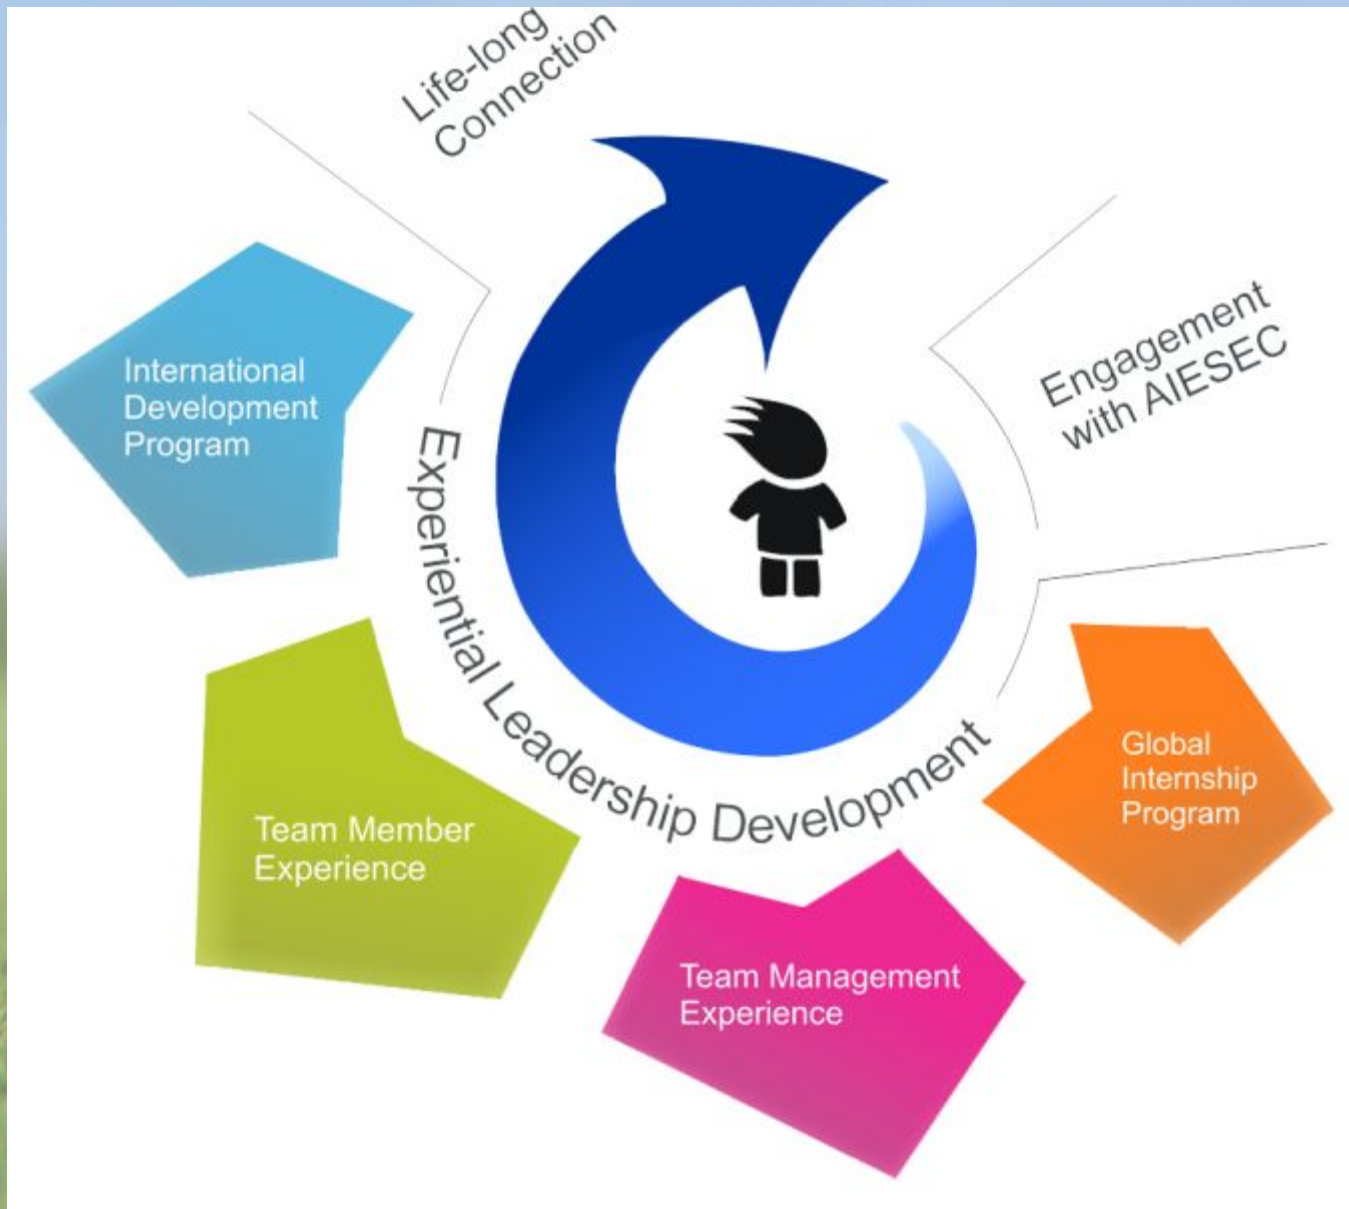 Life-long
Connection
Engagement
with AIESEC
International
Development
Program
Experiential Leadership Development
Global
Internship
Program
Team Member
Experience
Team Management
Experience